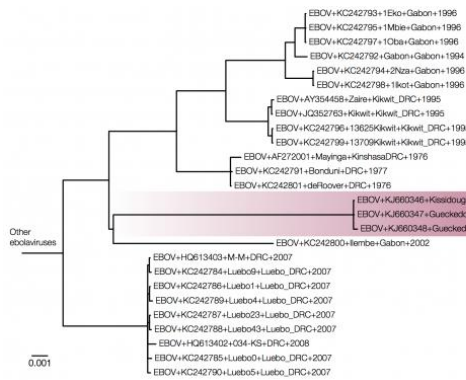 EBOV+KC242793+1Eko+Gabon+1996
EBOV+KC242795+1Mbie+Gabon+1996
EBOV+KC242797+1Oba+Gabon+1996
EBOV+KC242792+Gabon+Gabon+1994
EBOV+KC242794+2Nza+Gabon+1996
EBOV+KC242798+1Ikot+Gabon+1996
EBOV+AY354458+Zaire+Kikwit_DRC+1995
EBOV+JQ352763+Kikwit+Kikwit_DRC+1995
EBOV+KC242796+13625Kikwit+Kikwit_DRC+199
EBOV+KC242799+13709Kikwit+Kikwit_DRC+199
EBOV+AF272001+Mayinga+KinshasaDRC+1976
EBOV+KC242791+Bonduni+DRC+1977
EBOV+KC242801+deRoover+DRC+1976
EBOV+KJ660346+Kissidoug
EBOV+KJ660347+Gueckedo
EBOV+KJ660348+Gueckedo
Other
ebolaviruses
EBOV+KC242800+Ilembe+Gabon+2002
EBOV+HQ613403+M-M+DRC+2007
EBOV+KC242784+Luebo9+Luebo_DRC+2007
EBOV+KC242786+Luebo1+Luebo_DRC+2007
EBOV+KC242789+Luebo4+Luebo_DRC+2007
EBOV+KC242787+Luebo23+Luebo_DRC+2007
EBOV+KC242788+Luebo43+Luebo_DRC+2007
EBOV+HQ613402+034-KS+DRC+2008
EBOV+KC242785+Luebo0+Luebo_DRC+2007
EBOV+KC242790+Luebo5+Luebo_DRC+2007
0.001